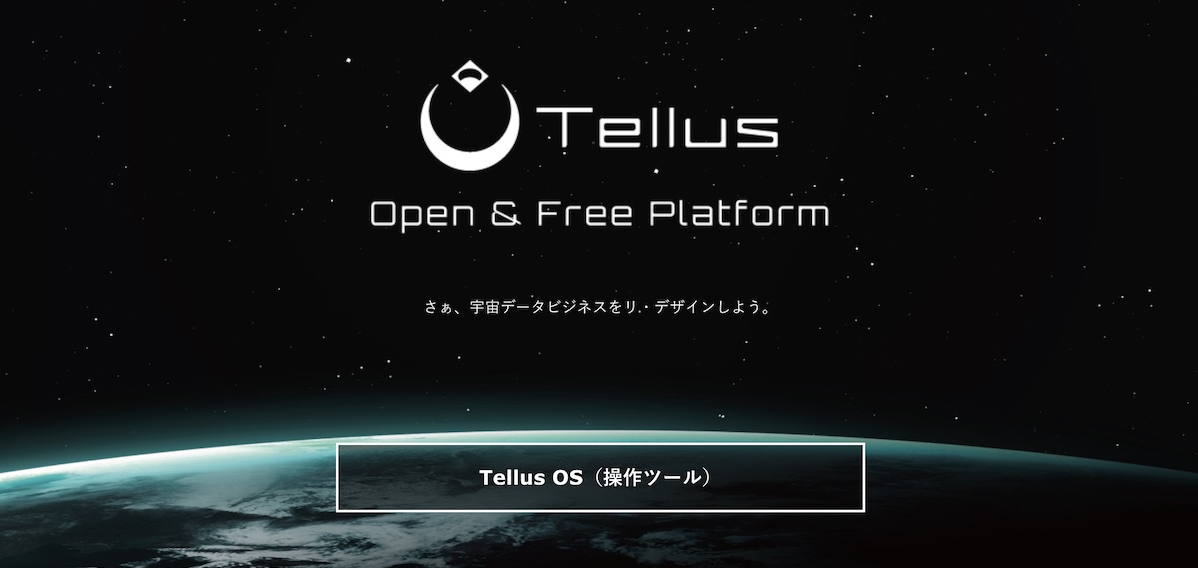 Tellus
Open & Free Platform
さぁ、宇宙データビジネスをリ・デザインしよう。
Tellus OS（操作ツール）